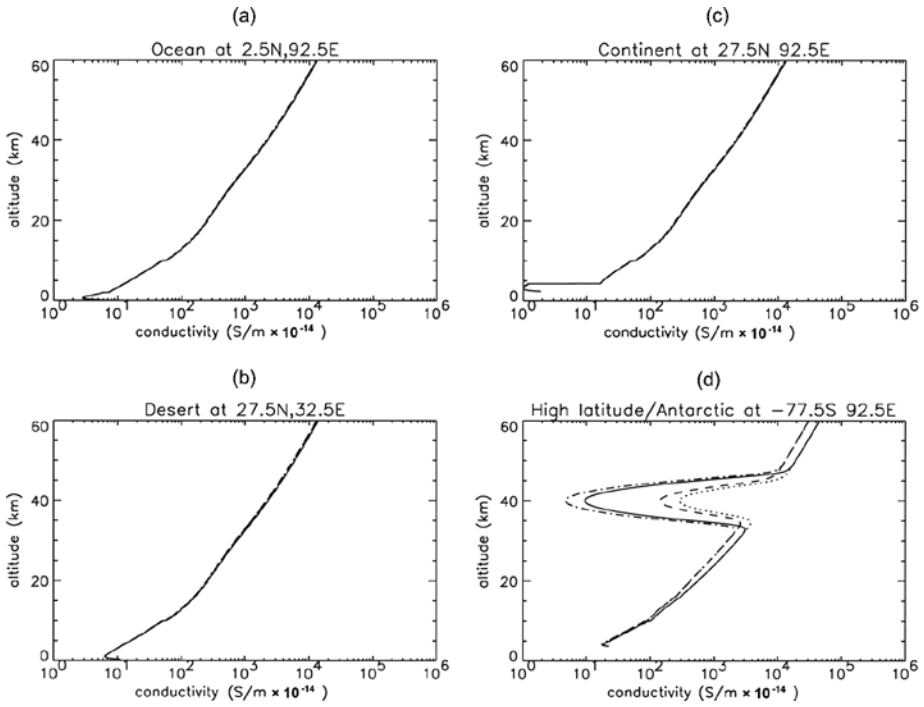 (a)
Ocean at 2.5N,92.5E
60
40
20
0
altitude (km)
10^0 10^1 10^2 10^3 10^4 10^5 10^6
conductivity (S/m × 10^-14)
(c)
Continent at 27.5N 92.5E
60
40
20
0
altitude (km)
10^0 10^1 10^2 10^3 10^4 10^5 10^6
conductivity (S/m × 10^-14)
(b)
Desert at 27.5N,32.5E
60
40
20
0
altitude (km)
10^0 10^1 10^2 10^3 10^4 10^5 10^6
conductivity (S/m × 10^-14)
(d)
High latitude/Antarctic at -77.5S 92.5E
60
40
20
0
altitude (km)
10^0 10^1 10^2 10^3 10^4 10^5 10^6
conductivity (S/m × 10^-14)